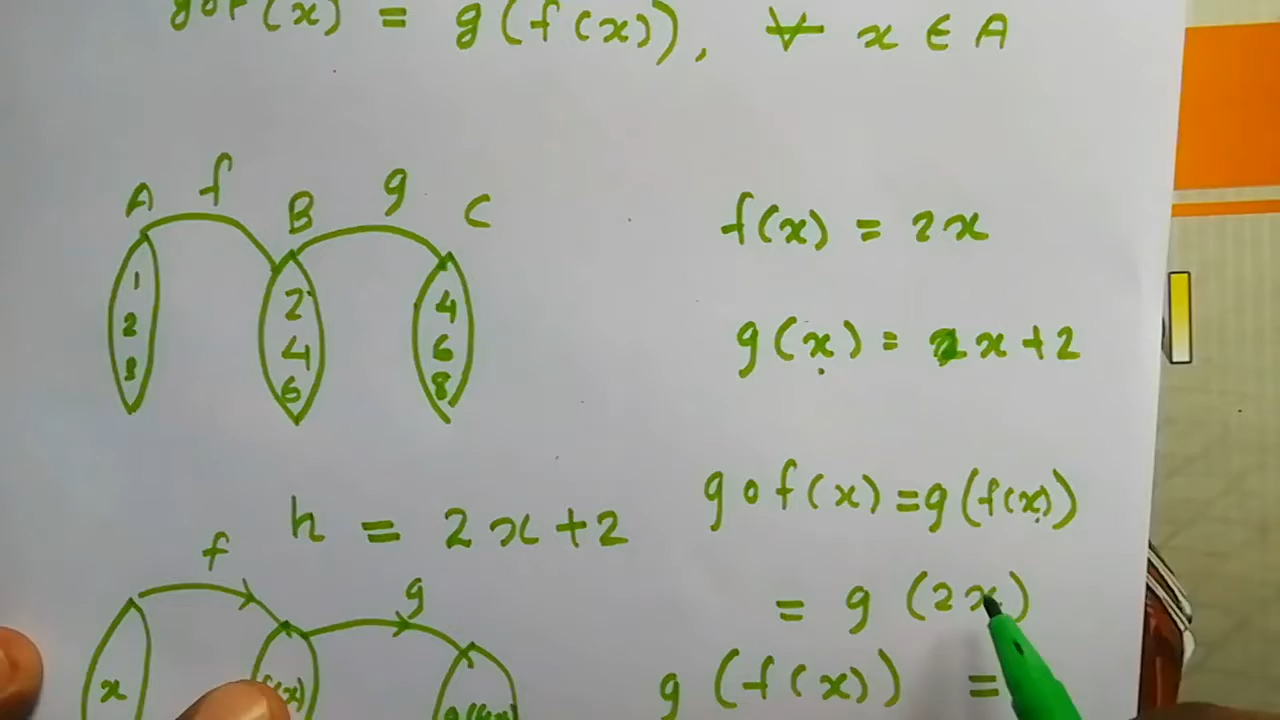 gof(x) = g(f(x)), ∀ x ∈ A
A f B g C
1 2 4
2 4 6
3 6 8
f(x) = 2x
g(x) = x+2
gof(x) = g(f(x))
h = 2x+2
= g (2x)
f g
g (f(x)) =
x